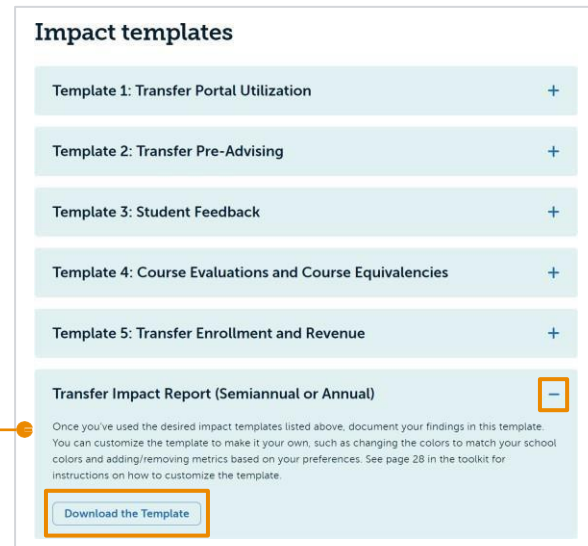 Impact templates
Template 1: Transfer Portal Utilization +
Template 2: Transfer Pre-Advising +
Template 3: Student Feedback +
Template 4: Course Evaluations and Course Equivalencies +
Template 5: Transfer Enrollment and Revenue +
Transfer Impact Report (Semiannual or Annual) −
Once you've used the desired impact templates listed above, document your findings in this template.
You can customize the template to make it your own, such as changing the colors to match your school
colors and adding/removing metrics based on your preferences. See page 28 in the toolkit for
instructions on how to customize the template.
Download the Template